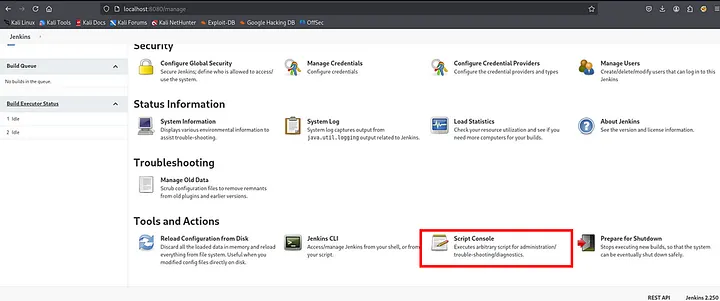 localhost:8080/manage
Kali Linux Kali Tools Kali Docs Kali Forums Kali NetHunter Exploit-DB Google Hacking DB OffSec
Jenkins
Build Queue
No builds in the queue.
Build Executor Status
1 Idle
2 Idle
Security
Configure Global Security
Secure Jenkins; define who is allowed to access/
use the system.
Manage Credentials
Configure credentials
Configure Credential Providers
Configure the credential providers and types
Manage Users
Create/delete/modify users that can log in to this
Jenkins
Status Information
System Information
Displays various environmental information to
assist trouble-shooting.
System Log
System log captures output from
java.util.logging output related to Jenkins.
Load Statistics
Check your resource utilization and see if you
need more computers for your builds.
About Jenkins
See the version and license information.
Troubleshooting
Manage Old Data
Scrub configuration files to remove remnants
from old plugins and earlier versions.
Tools and Actions
Reload Configuration from Disk
Discard all the loaded data in memory and reload
everything from file system. Useful when you
modified config files directly on disk.
Jenkins CLI
Access/manage Jenkins from your shell, or from
your script.
Script Console
Executes arbitrary script for administration/
trouble-shooting/diagnostics.
Prepare for Shutdown
Stops executing new builds, so that the system
can be eventually shut down safely.
REST API Jenkins 2.250